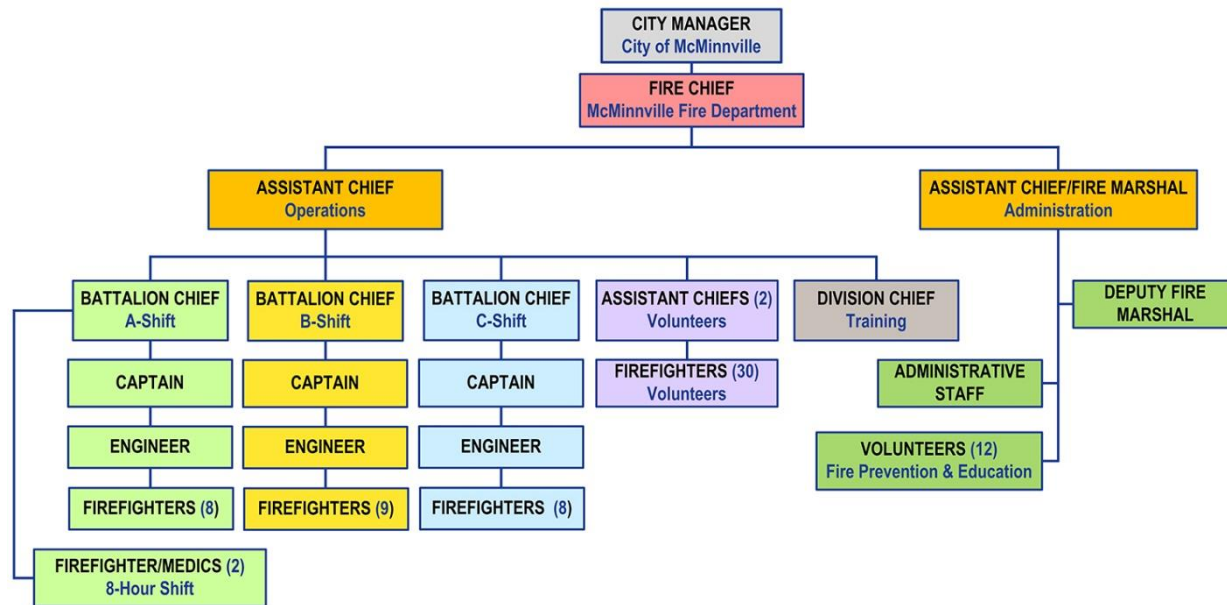 CITY MANAGER
City of McMinnville
FIRE CHIEF
McMinnville Fire Department
ASSISTANT CHIEF
Operations
ASSISTANT CHIEF/FIRE MARSHAL
Administration
BATTALION CHIEF
A-Shift
BATTALION CHIEF
B-Shift
BATTALION CHIEF
C-Shift
ASSISTANT CHIEFS (2)
Volunteers
DIVISION CHIEF
Training
DEPUTY FIRE
MARSHAL
CAPTAIN
CAPTAIN
CAPTAIN
FIREFIGHTERS (30)
Volunteers
ADMINISTRATIVE
STAFF
ENGINEER
ENGINEER
ENGINEER
VOLUNTEERS (12)
Fire Prevention & Education
FIREFIGHTERS (8)
FIREFIGHTERS (9)
FIREFIGHTERS (8)
FIREFIGHTER/MEDICS (2)
8-Hour Shift